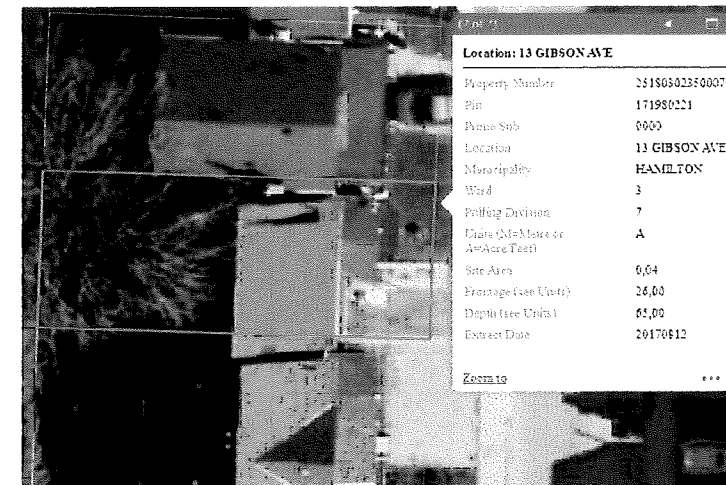 Location: 13 GIBSON AVE
Property Number 25180302350007
Pin 171980221
Prime Sub 0000
Location 13 GIBSON AVE
Municipality HAMILTON
Ward 3
Polling Division 7
Units (M=Metre or A
A=Acre Feet)
Site Area 0,04
Frontage (see Units) 26,00
Depth (see Units) 65,00
Extract Date 20170812
Zoom to